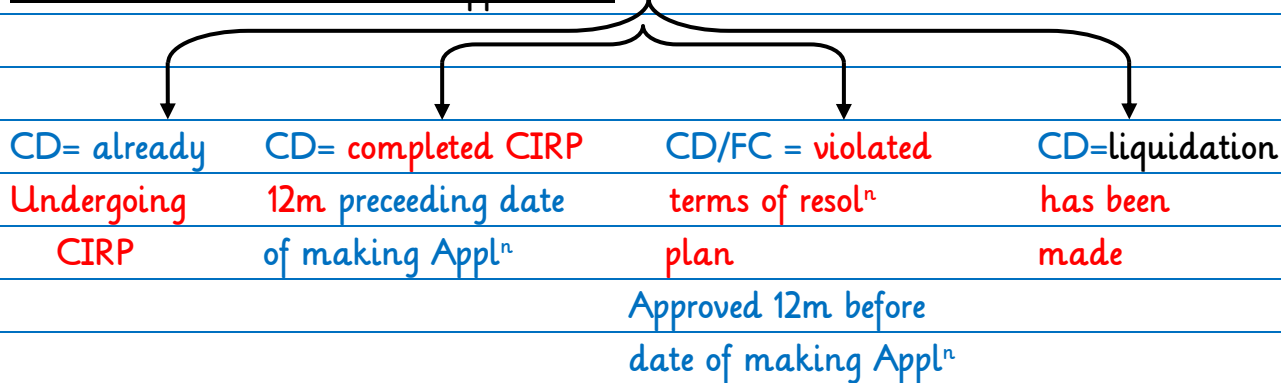 CD= already
Undergoing
CIRP
CD= completed CIRP
12m preceeding date
of making Applⁿ
CD/FC = violated
terms of resolⁿ
plan
Approved 12m before
date of making Applⁿ
CD=liquidation
has been
made